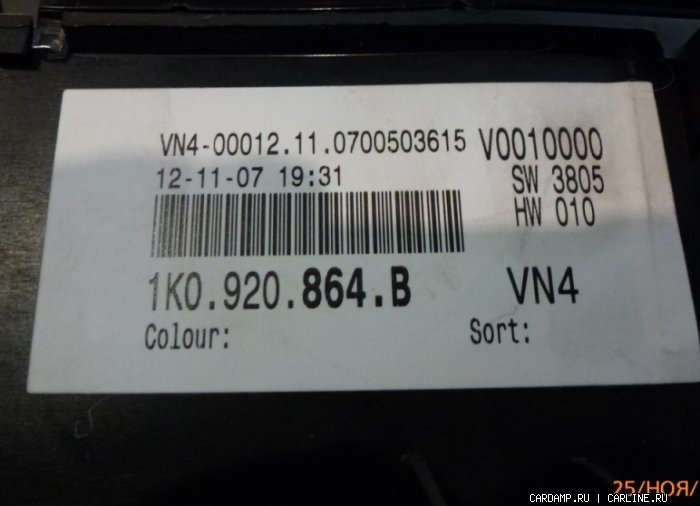 VN4-00012.11.0700503615 V0010000
12-11-07 19:31 SW 3805
HW 010
1K0.920.864.B VN4
Colour: Sort:
25/НОЯ/
CARDAMP.RU | CARLINE.RU